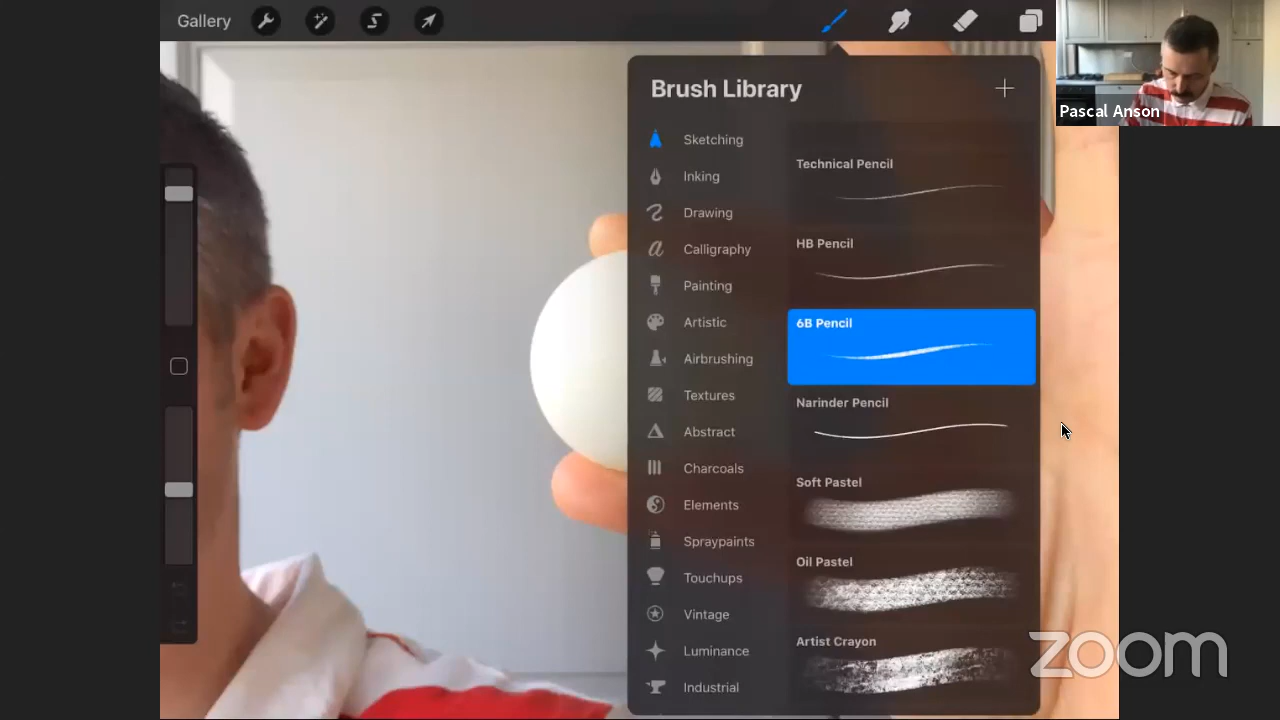 Gallery
Pascal Anson
Brush Library
Sketching
Inking
Drawing
Calligraphy
Painting
Artistic
Airbrushing
Textures
Abstract
Charcoals
Elements
Spraypaints
Touchups
Vintage
Luminance
Industrial
Technical Pencil
HB Pencil
6B Pencil
Narinder Pencil
Soft Pastel
Oil Pastel
Artist Crayon
zoom